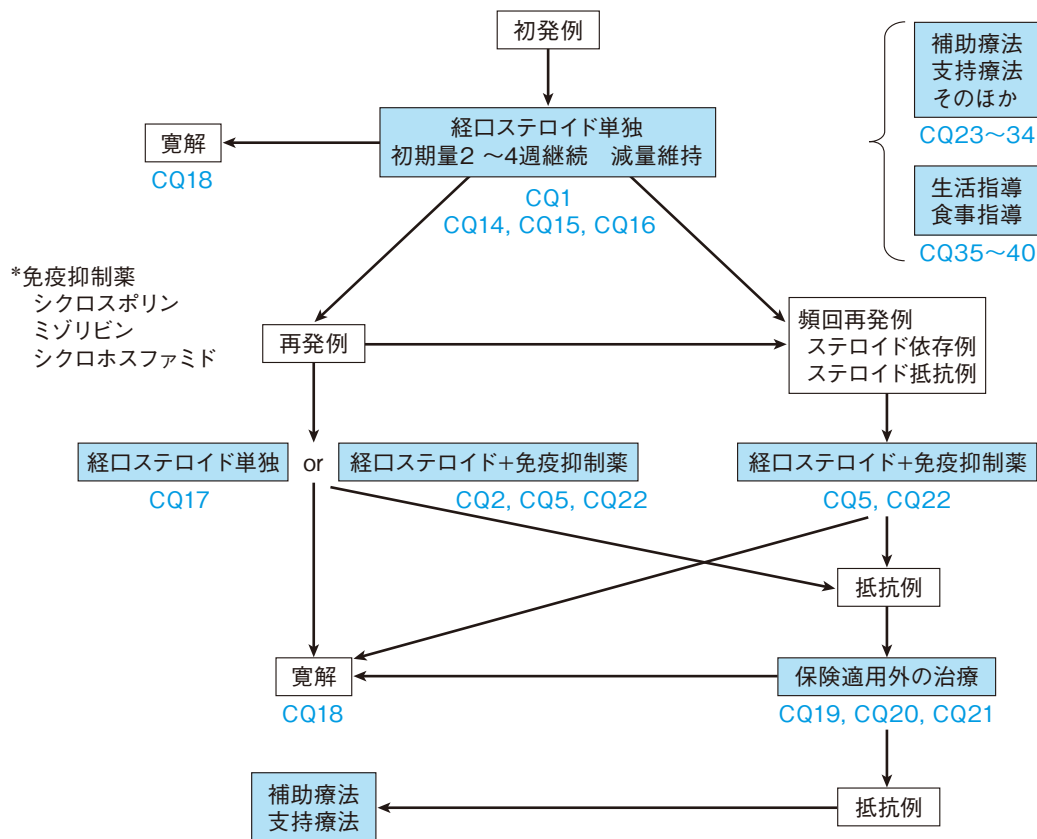 初発例
補助療法
支持療法
そのほか
CQ23～34
生活指導
食事指導
CQ35～40
経口ステロイド単独
初期量2 ～4週継続　減量維持
寛解
CQ18
CQ1
CQ14, CQ15, CQ16
*免疫抑制薬
シクロスポリン
ミゾリビン
シクロホスファミド
再発例
頻回再発例
ステロイド依存例
ステロイド抵抗例
経口ステロイド単独
or
経口ステロイド+免疫抑制薬
経口ステロイド+免疫抑制薬
CQ17
CQ2, CQ5, CQ22
CQ5, CQ22
抵抗例
寛解
CQ18
保険適用外の治療
CQ19, CQ20, CQ21
補助療法
支持療法
抵抗例